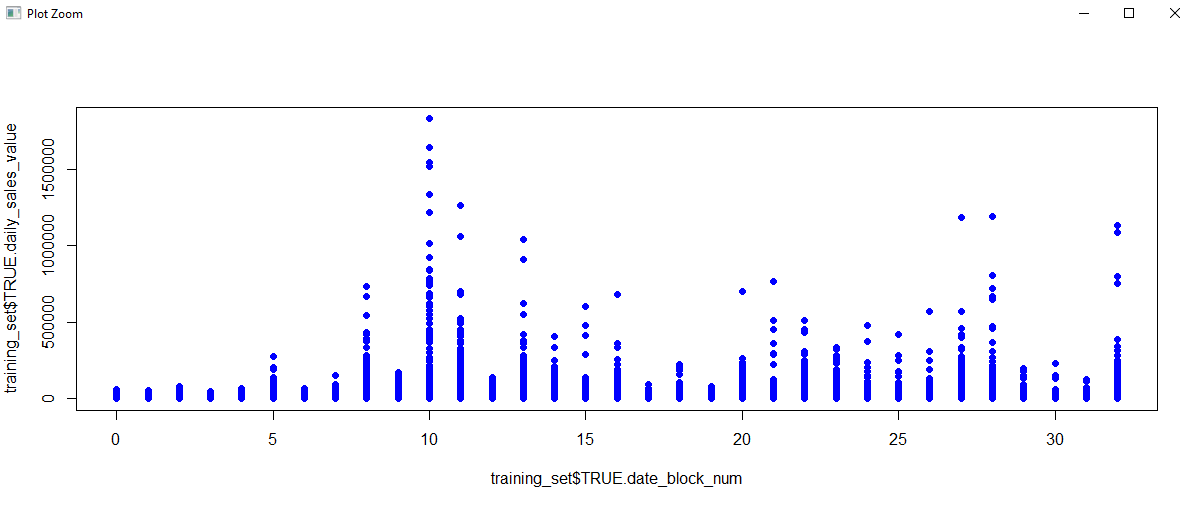 Plot Zoom
training_set$TRUE.daily_sales_value
1500000
1000000
500000
0
0 5 10 15 20 25 30
training_set$TRUE.date_block_num